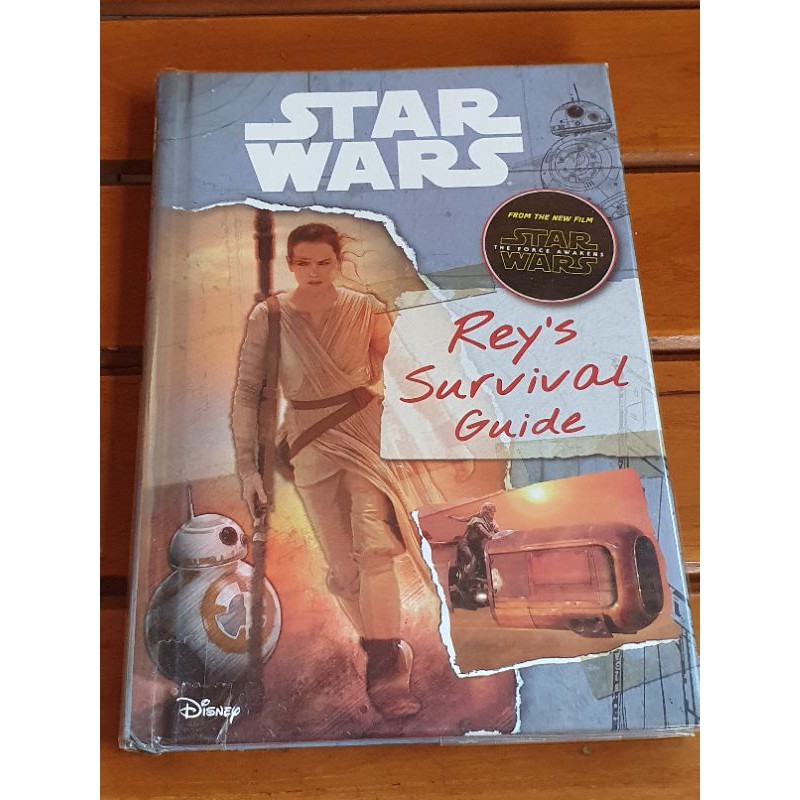 STAR
WARS
FROM THE NEW FILM
STAR
THE FORCE AWAKENS
WARS
Rey's
Survival
Guide
Disney